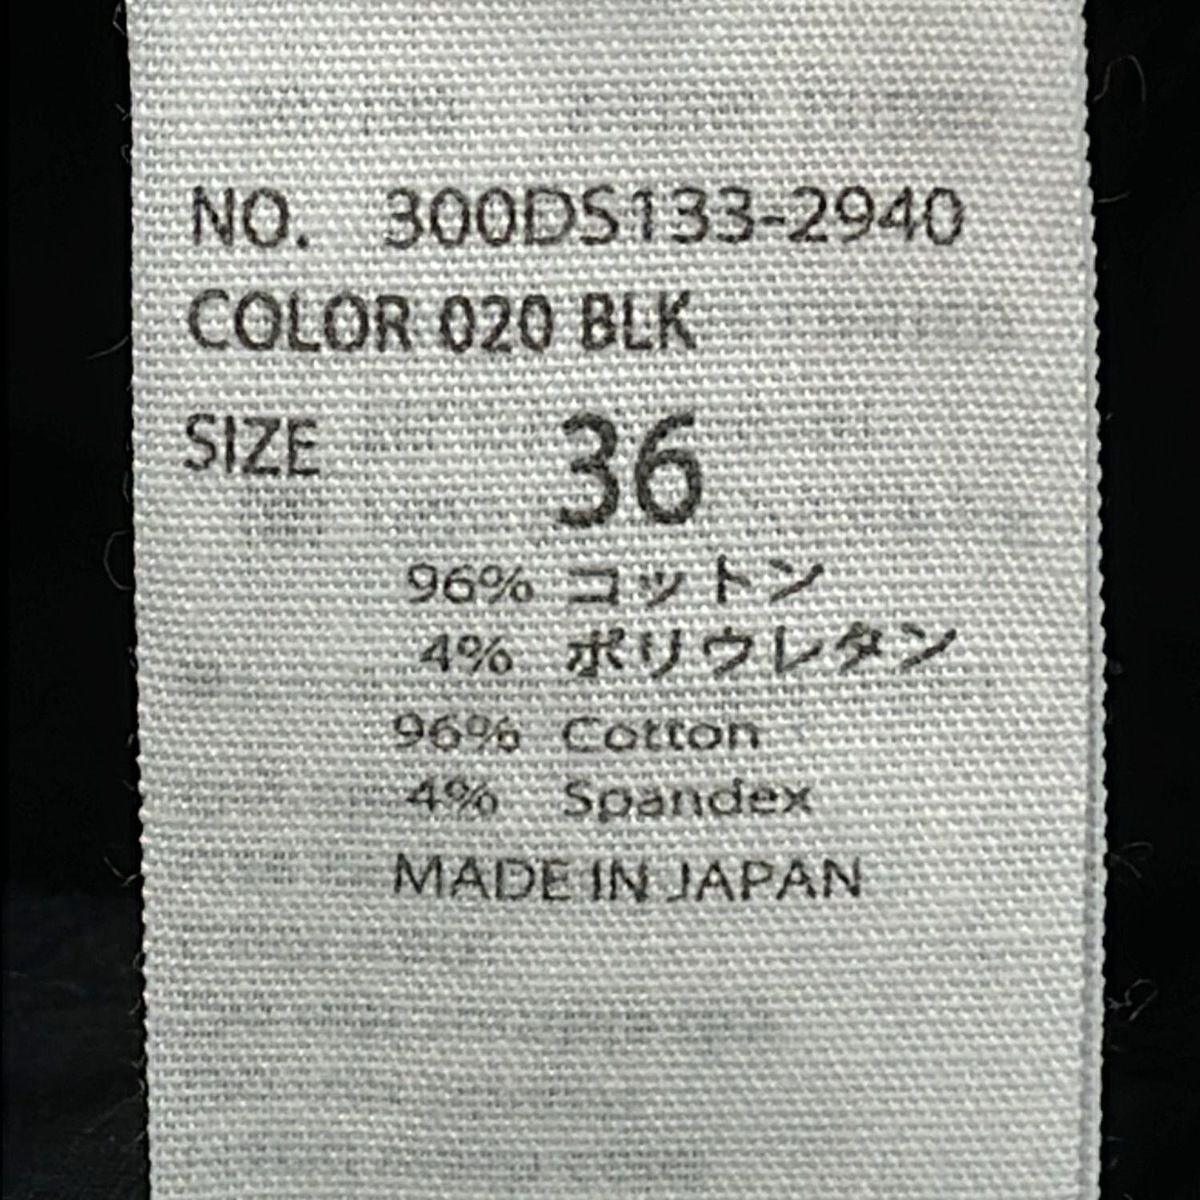 NO. 300DS133-2940
COLOR 020 BLK
SIZE 36
96% コットン
4% ポリウレタン
96% Cotton
4% Spandex
MADE IN JAPAN